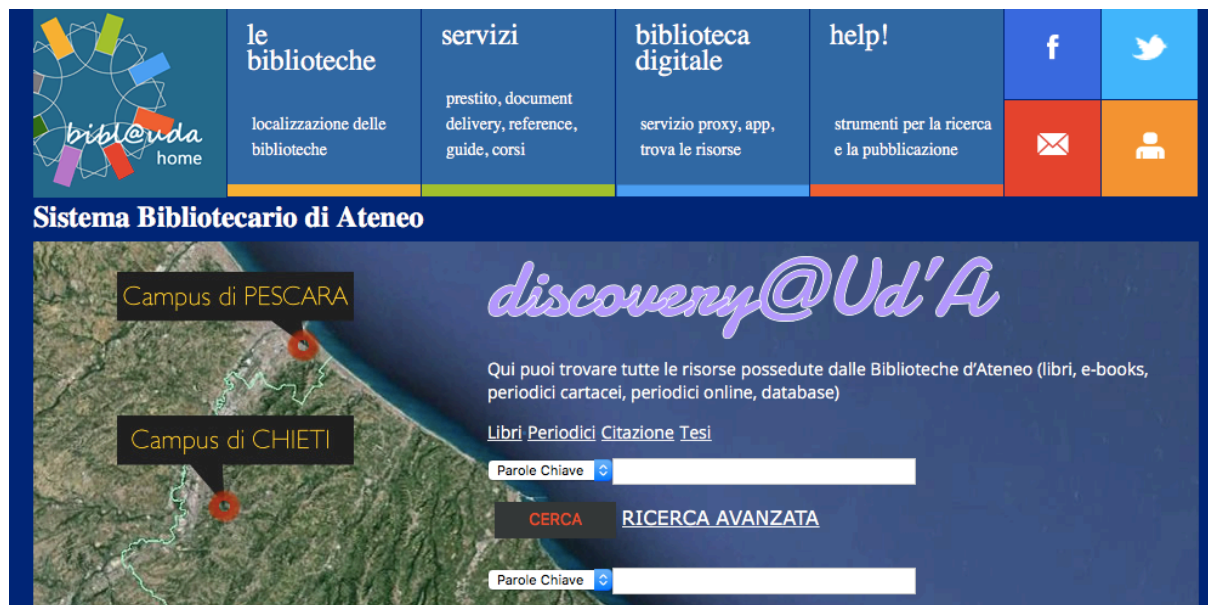 bibl@uda
home
le
biblioteche
localizzazione delle
biblioteche
servizi
prestito, document
delivery, reference,
guide, corsi
biblioteca
digitale
servizio proxy, app,
trova le risorse
help!
strumenti per la ricerca
e la pubblicazione
f
Sistema Bibliotecario di Ateneo
Campus di PESCARA
Campus di CHIETI
discovery@Ud'A
Qui puoi trovare tutte le risorse possedute dalle Biblioteche d'Ateneo (libri, e-books,
periodici cartacei, periodici online, database)
Libri Periodici Citazione Tesi
Parole Chiave
CERCA RICERCA AVANZATA
Parole Chiave